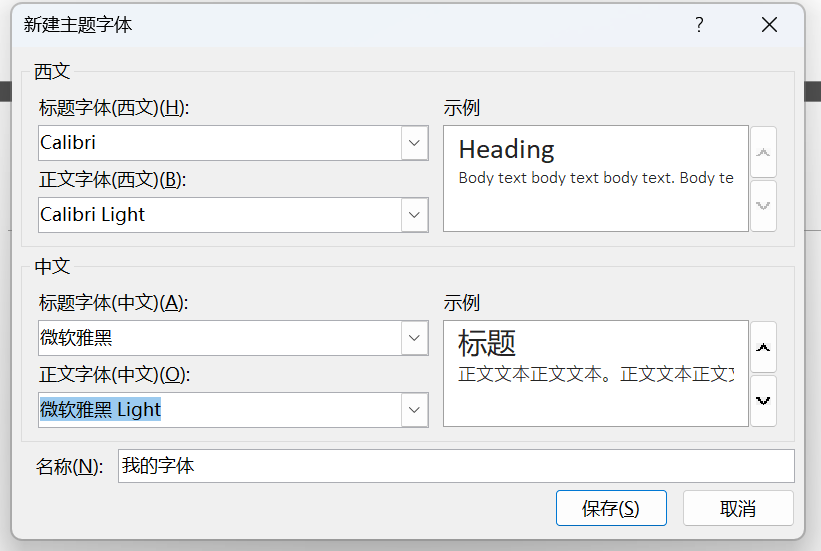 新建主题字体
?
西文
标题字体(西文)(H):
Calibri
正文字体(西文)(B):
Calibri Light
示例
Heading
Body text body text body text. Body te
中文
标题字体(中文)(A):
微软雅黑
正文字体(中文)(O):
微软雅黑 Light
示例
标题
正文文本正文文本。正文文本正文
名称(N):
我的字体
保存(S)
取消